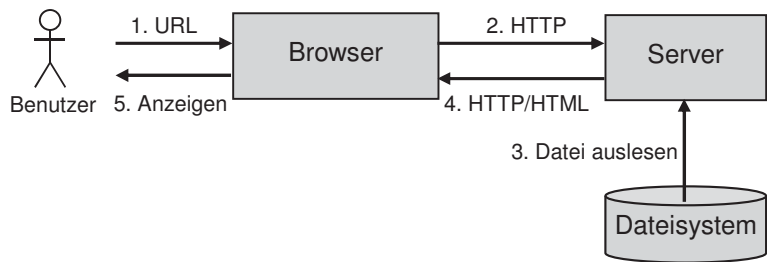 1. URL
2. HTTP
Browser
Server
Benutzer
5. Anzeigen
4. HTTP/HTML
3. Datei auslesen
Dateisystem